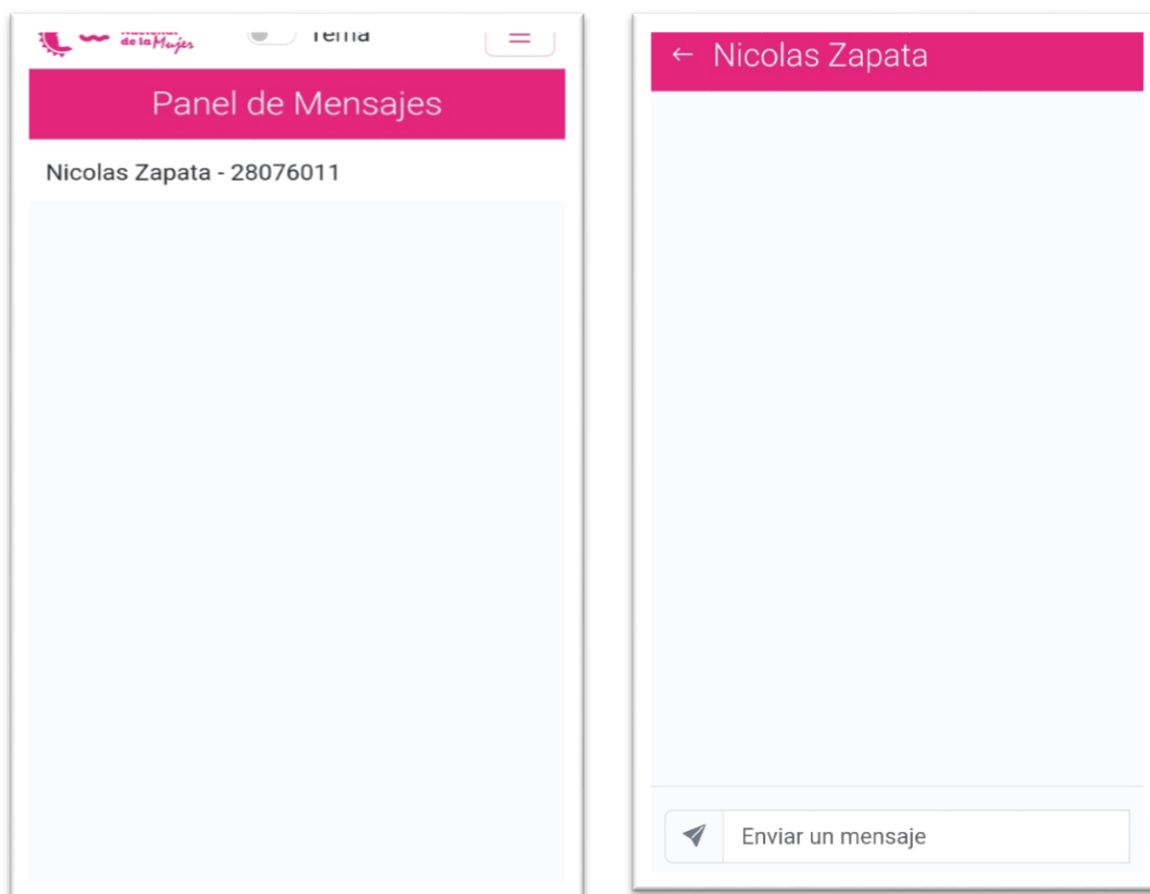 de la Mujer
Tema
Panel de Mensajes
Nicolas Zapata - 28076011
Nicolas Zapata
Enviar un mensaje